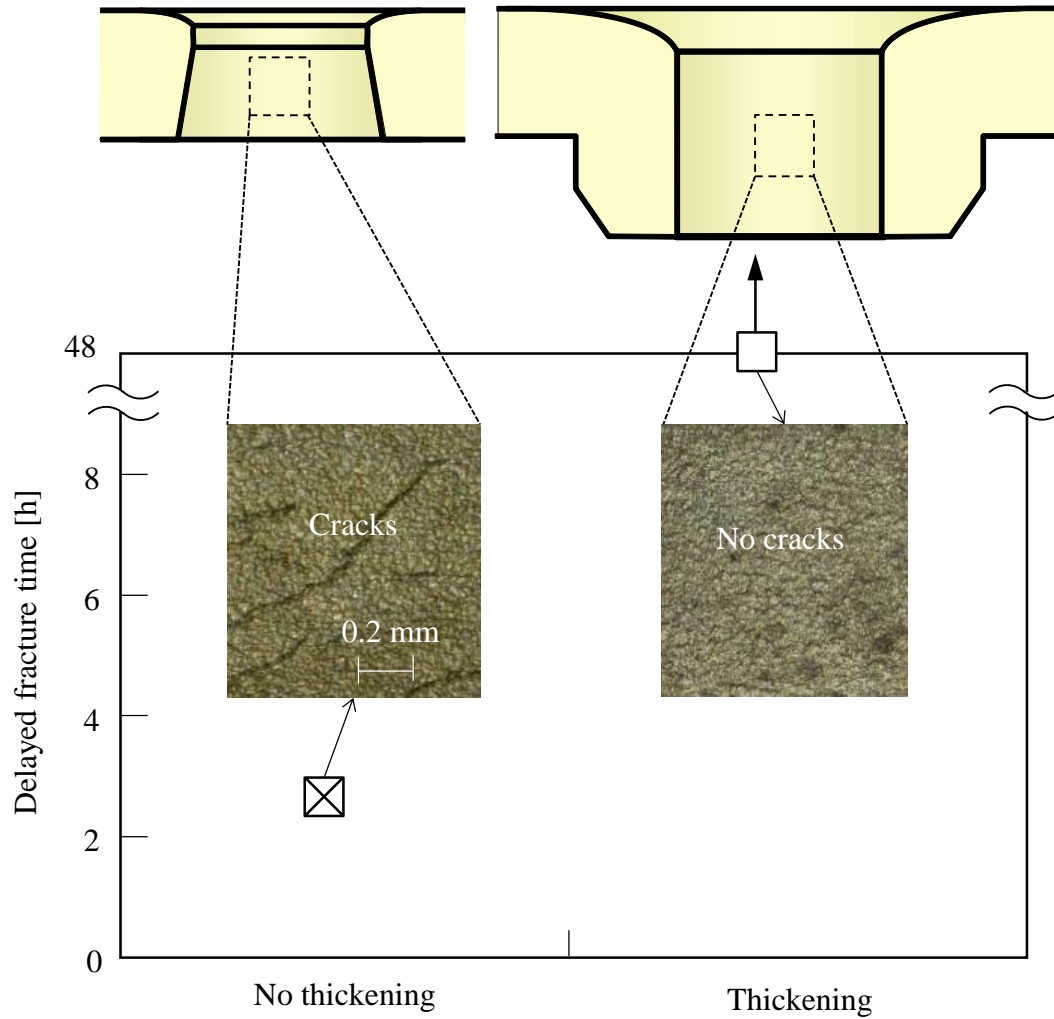 48
8
6
4
2
0
Delayed fracture time [h]
Cracks
0.2 mm
No cracks
No thickening
Thickening